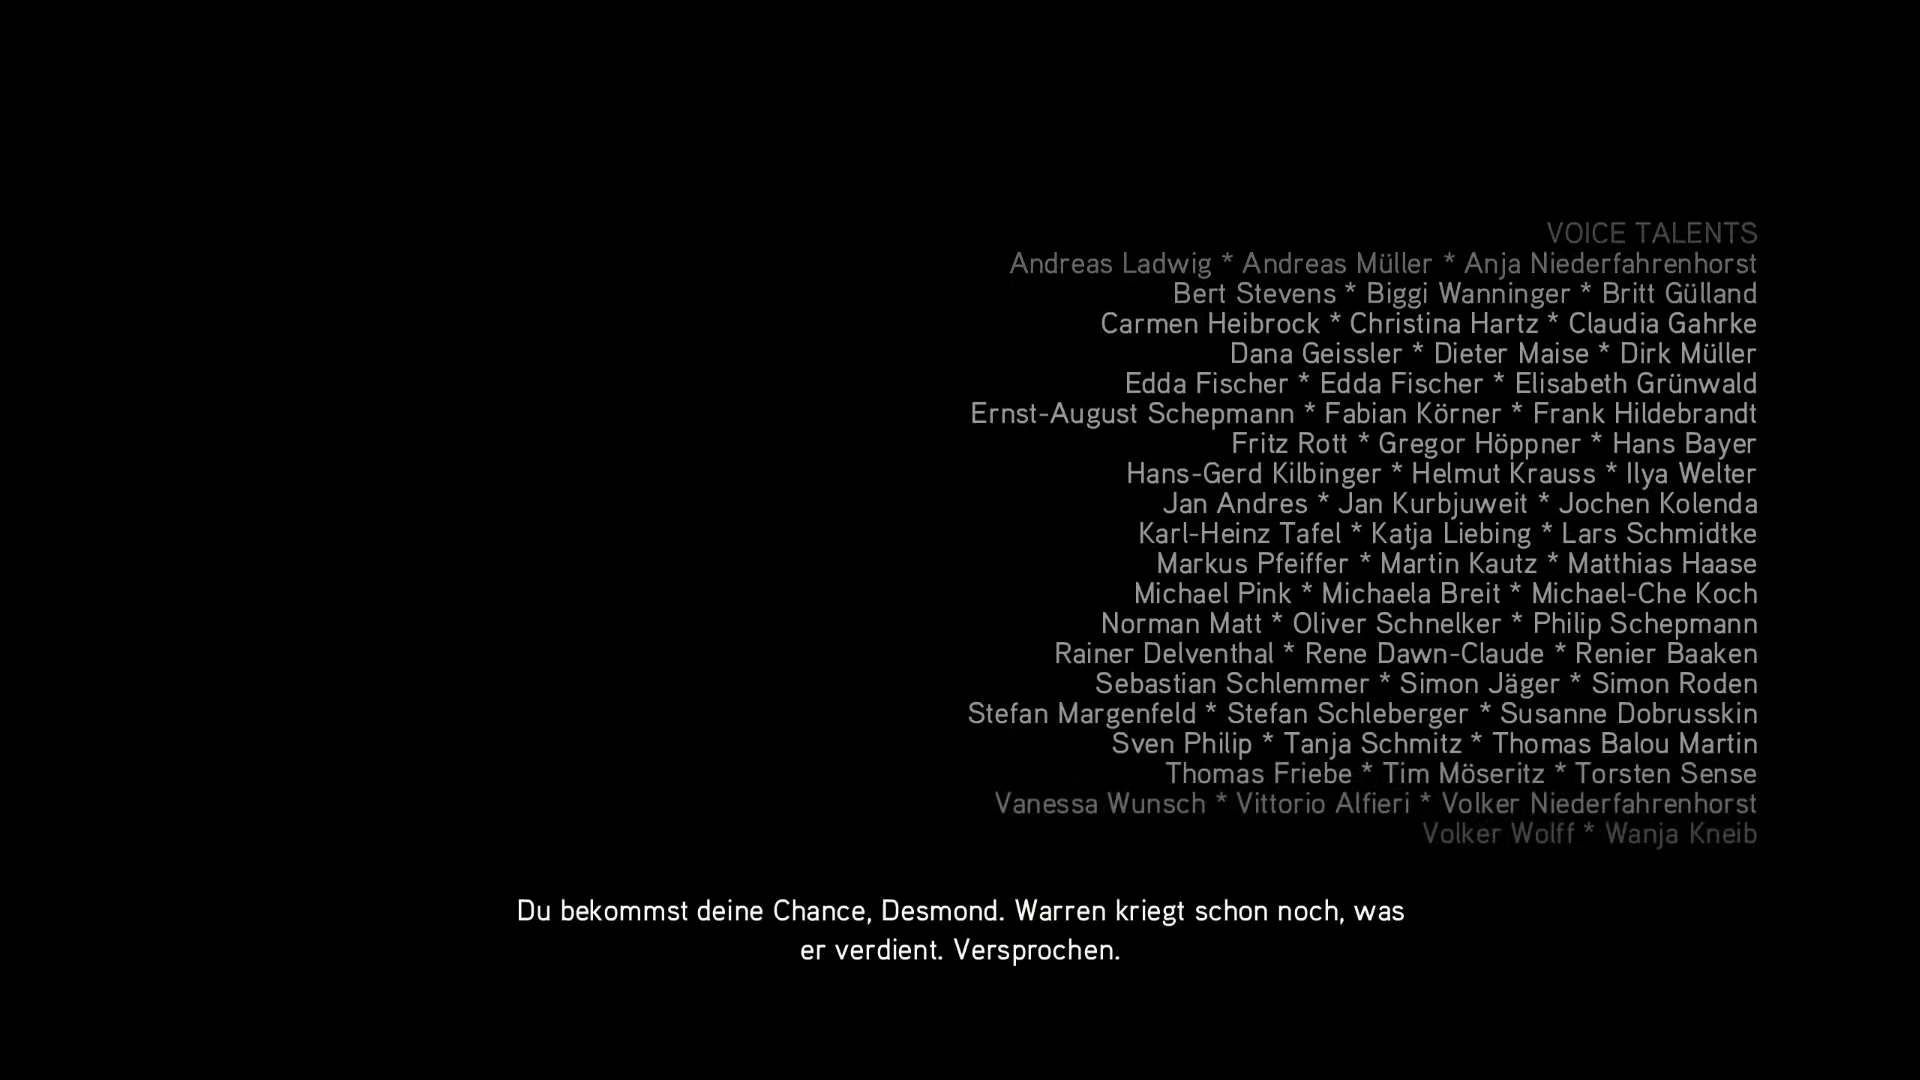 VOICE TALENTS
Andreas Ladwig * Andreas Müller * Anja Niederfahrenhorst
Bert Stevens * Biggi Wanninger * Britt Gülland
Carmen Heibrock * Christina Hartz * Claudia Gahrke
Dana Geissler * Dieter Maise * Dirk Müller
Edda Fischer * Edda Fischer * Elisabeth Grünwald
Ernst-August Schepmann * Fabian Körner * Frank Hildebrandt
Fritz Rott * Gregor Höppner * Hans Bayer
Hans-Gerd Kilbinger * Helmut Krauss * Ilya Welter
Jan Andres * Jan Kurbjuweit * Jochen Kolenda
Karl-Heinz Tafel * Katja Liebing * Lars Schmidtke
Markus Pfeiffer * Martin Kautz * Matthias Haase
Michael Pink * Michaela Breit * Michael-Che Koch
Norman Matt * Oliver Schnelker * Philip Schepmann
Rainer Delventhal * Rene Dawn-Claude * Renier Baaken
Sebastian Schlemmer * Simon Jäger * Simon Roden
Stefan Margenfeld * Stefan Schleberger * Susanne Dobrusskin
Sven Philip * Tanja Schmitz * Thomas Balou Martin
Thomas Friebe * Tim Möseritz * Torsten Sense
Vanessa Wunsch * Vittorio Alfieri * Volker Niederfahrenhorst
Volker Wolff * Wanja Kneib
Du bekommst deine Chance, Desmond. Warren kriegt schon noch, was
er verdient. Versprochen.